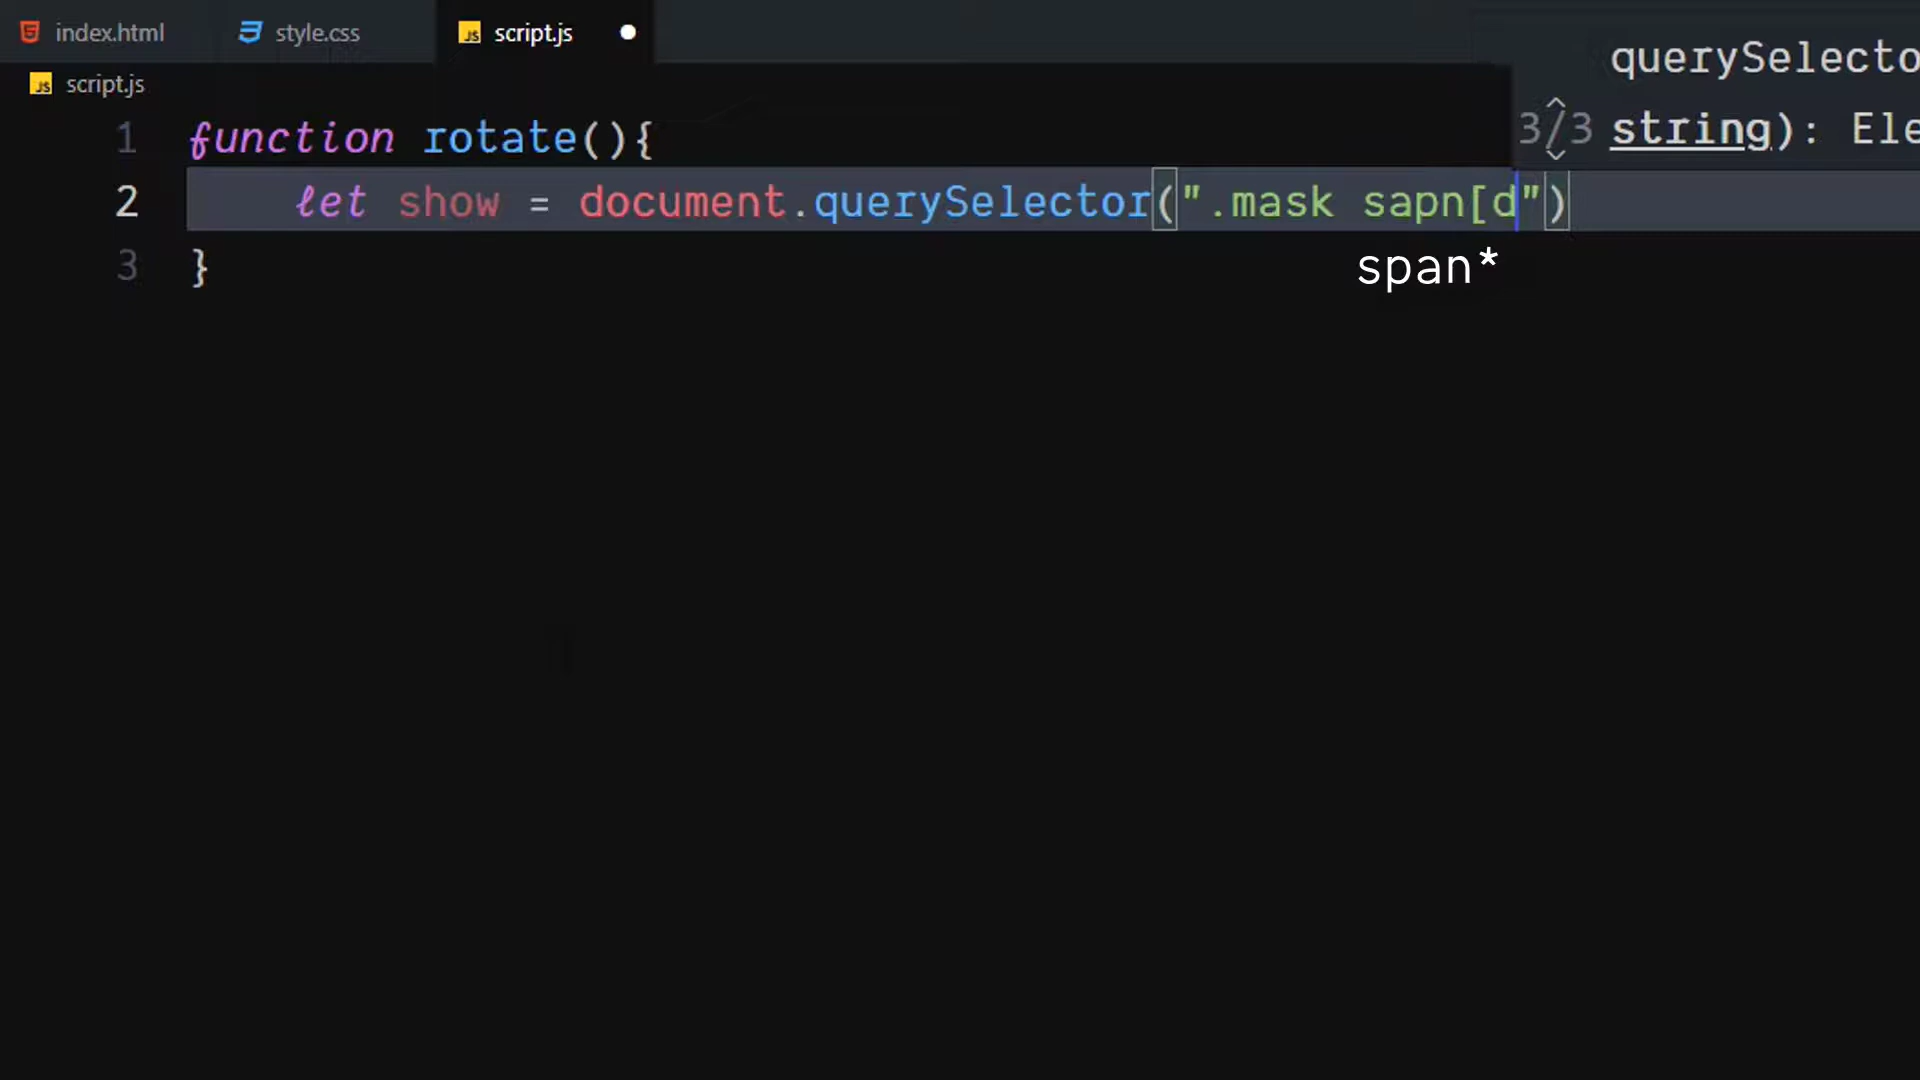 index.html style.css script.js
querySelecto
script.js
3/3 string): Ele
1 function rotate(){
2 let show = document.querySelector(".mask sapn[d")
span*
3 }